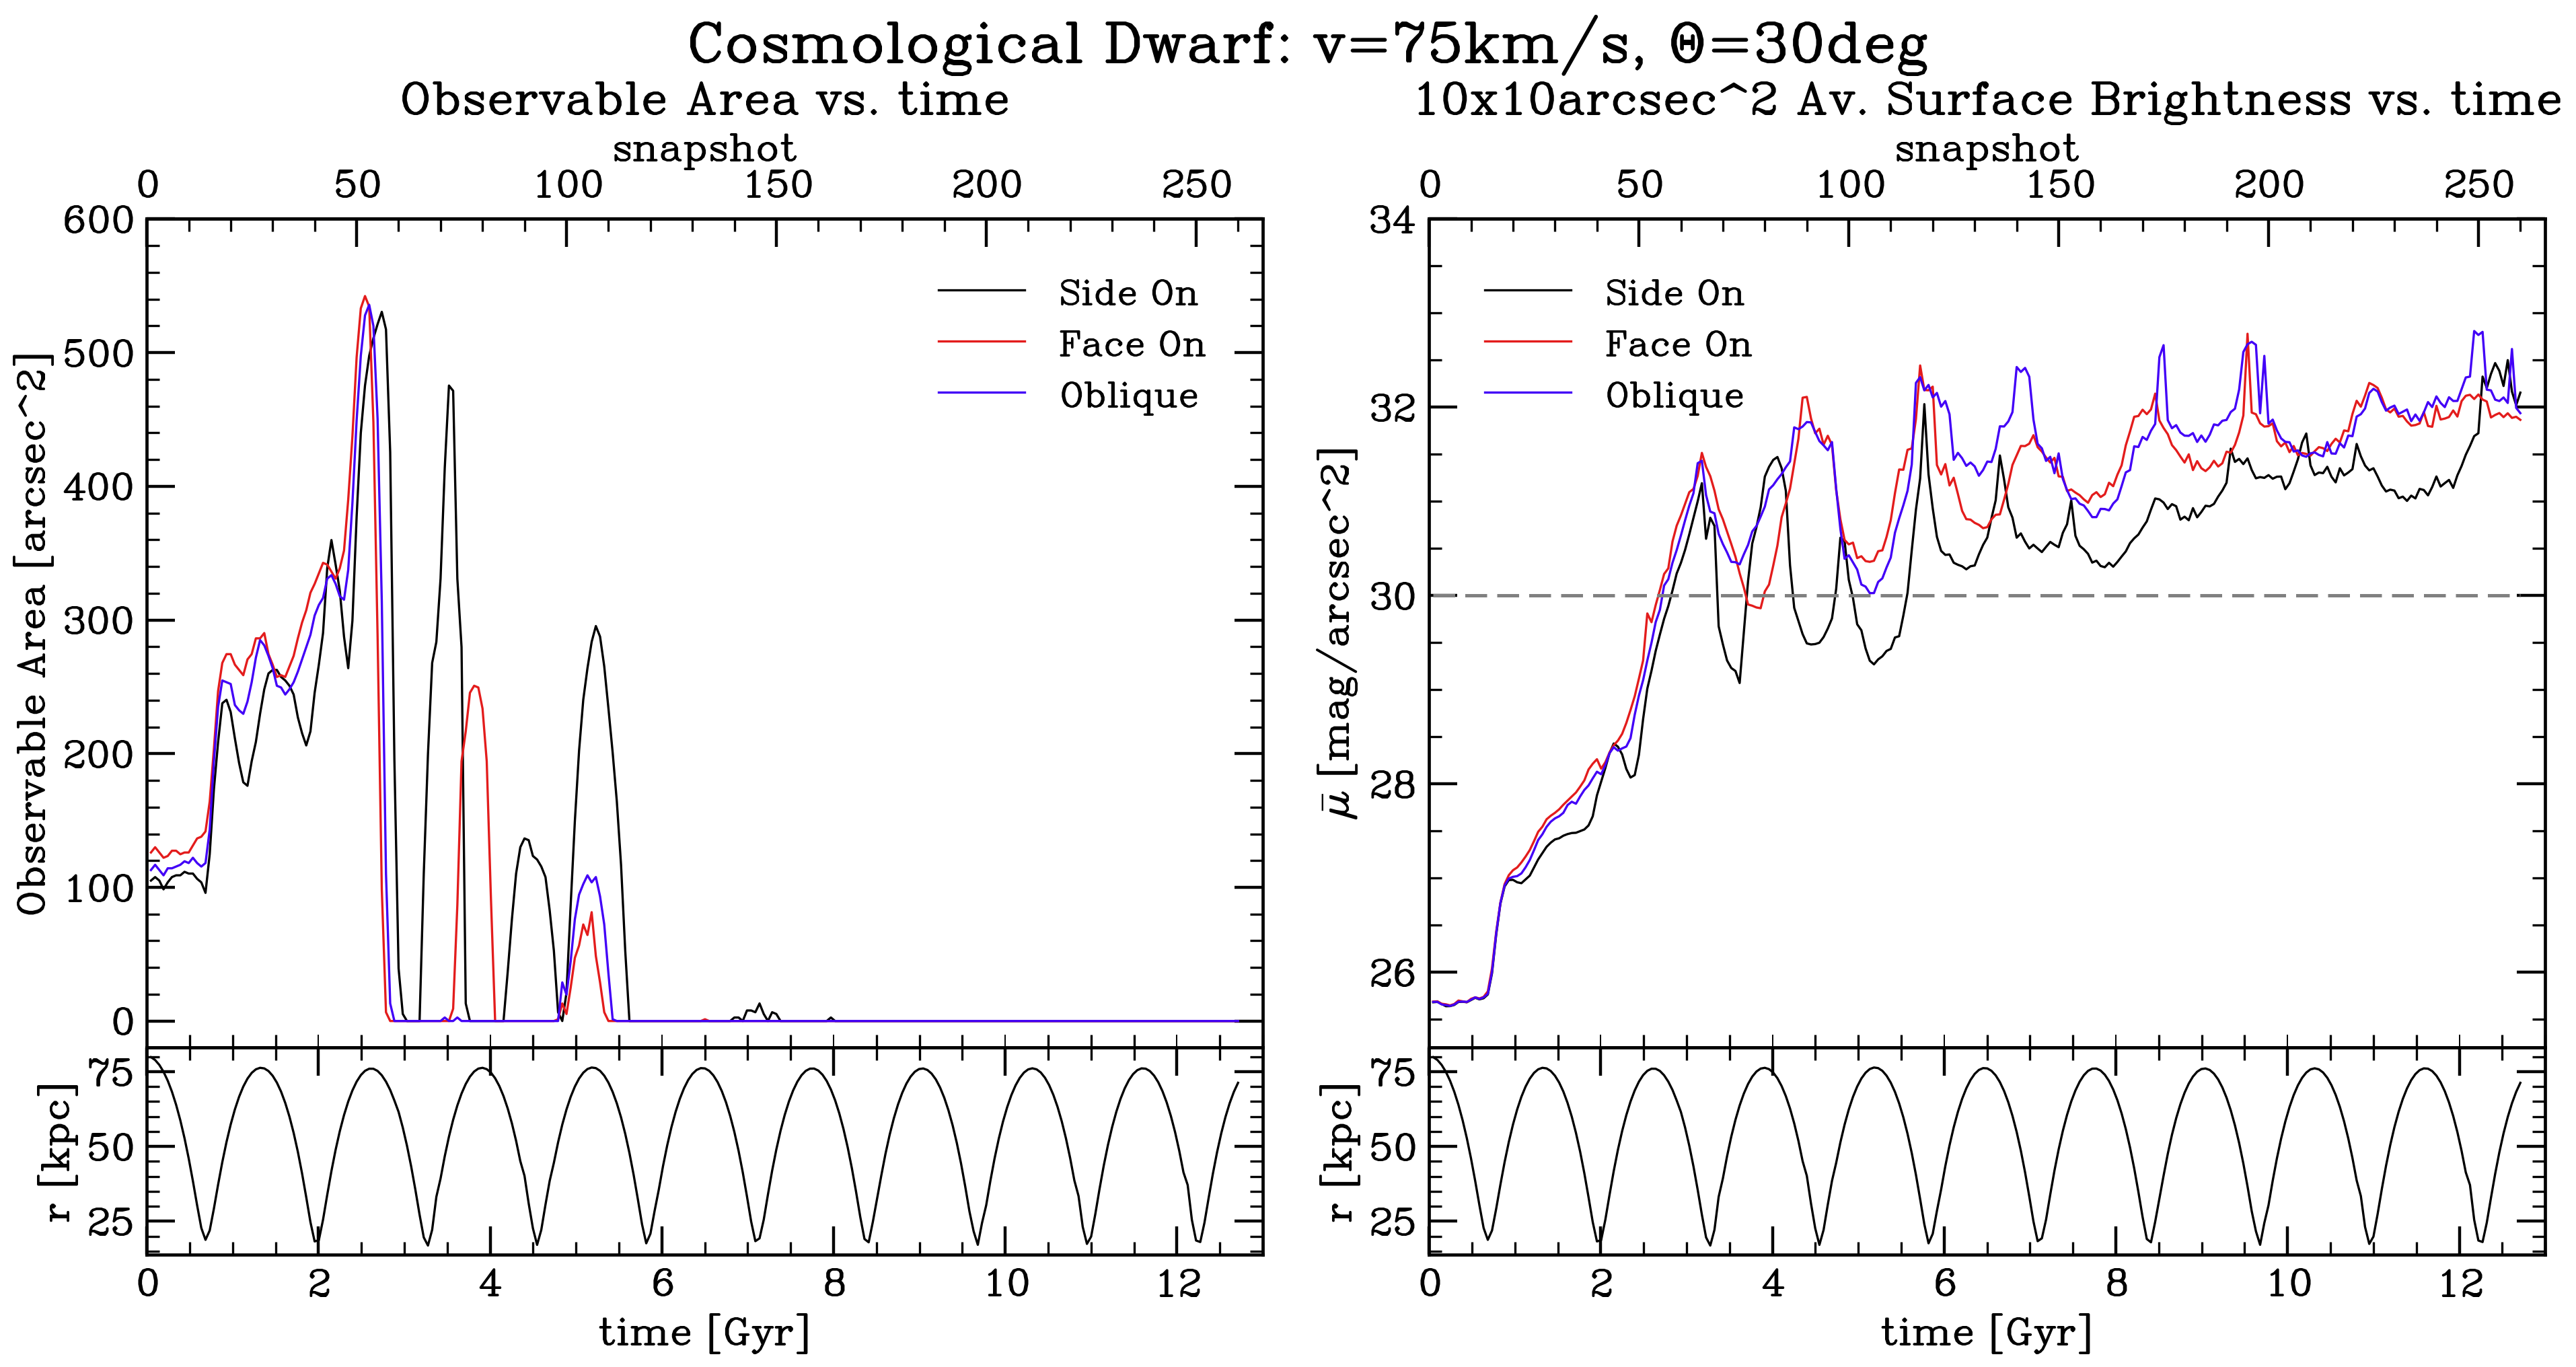 Cosmological Dwarf: v=75km/s, Θ=30deg
Observable Area vs. time
snapshot
0 50 100 150 200 250
600
500
400
300
200
100
0
Observable Area [arcsec^2]
Side On
Face On
Oblique
75
50
25
r [kpc]
0 2 4 6 8 10 12
time [Gyr]
10x10arcsec^2 Av. Surface Brightness vs. time
snapshot
0 50 100 150 200 250
34
32
30
28
26
μ̄ [mag/arcsec^2]
Side On
Face On
Oblique
75
50
25
r [kpc]
0 2 4 6 8 10 12
time [Gyr]